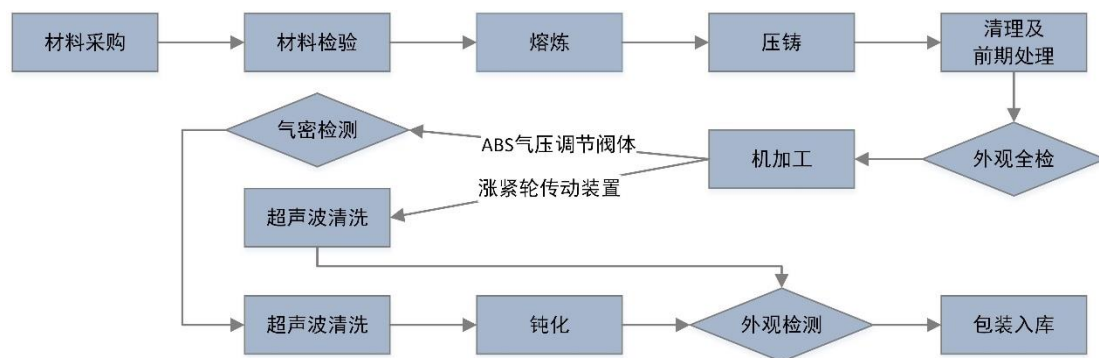 材料采购
材料检验
熔炼
压铸
清理及
前期处理
气密检测
ABS气压调节阀体
机加工
外观全检
涨紧轮传动装置
超声波清洗
超声波清洗
钝化
外观检测
包装入库